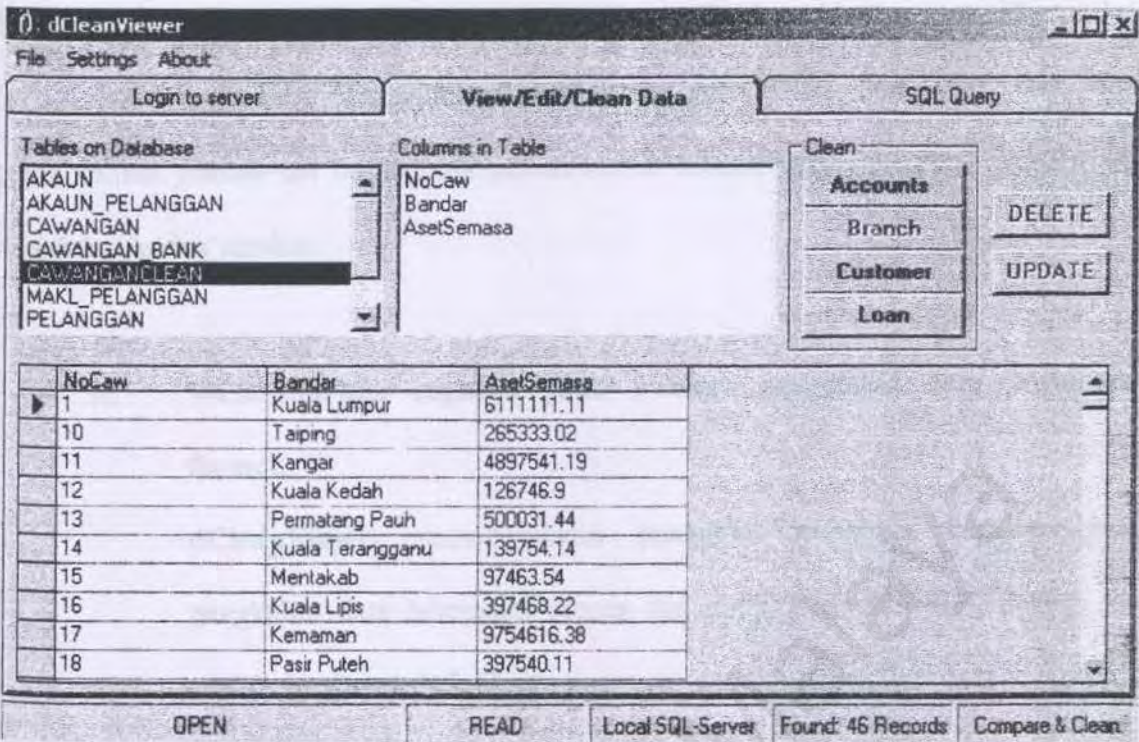 dCleanViewer
File Settings About
Login to server View/Edit/Clean Data SQL Query
Tables on Database Columns in Table Clean
AKAUN
AKAUN_PELANGGAN
CAWANGAN
CAWANGAN_BANK
CAWANGANCLEAN
MAKL_PELANGGAN
PELANGGAN
NoCaw
Bandar
AsetSemasa
Accounts
Branch
Customer
Loan
DELETE
UPDATE
NoCaw Bandar AsetSemasa
1 Kuala Lumpur 6111111.11
10 Taiping 265333.02
11 Kangar 4897541.19
12 Kuala Kedah 126746.9
13 Permatang Pauh 500031.44
14 Kuala Terangganu 139754.14
15 Mentakab 97463.54
16 Kuala Lipis 397468.22
17 Kemaman 9754616.38
18 Pasir Puteh 397540.11
OPEN READ Local SQL-Server Found: 46 Records Compare & Clean